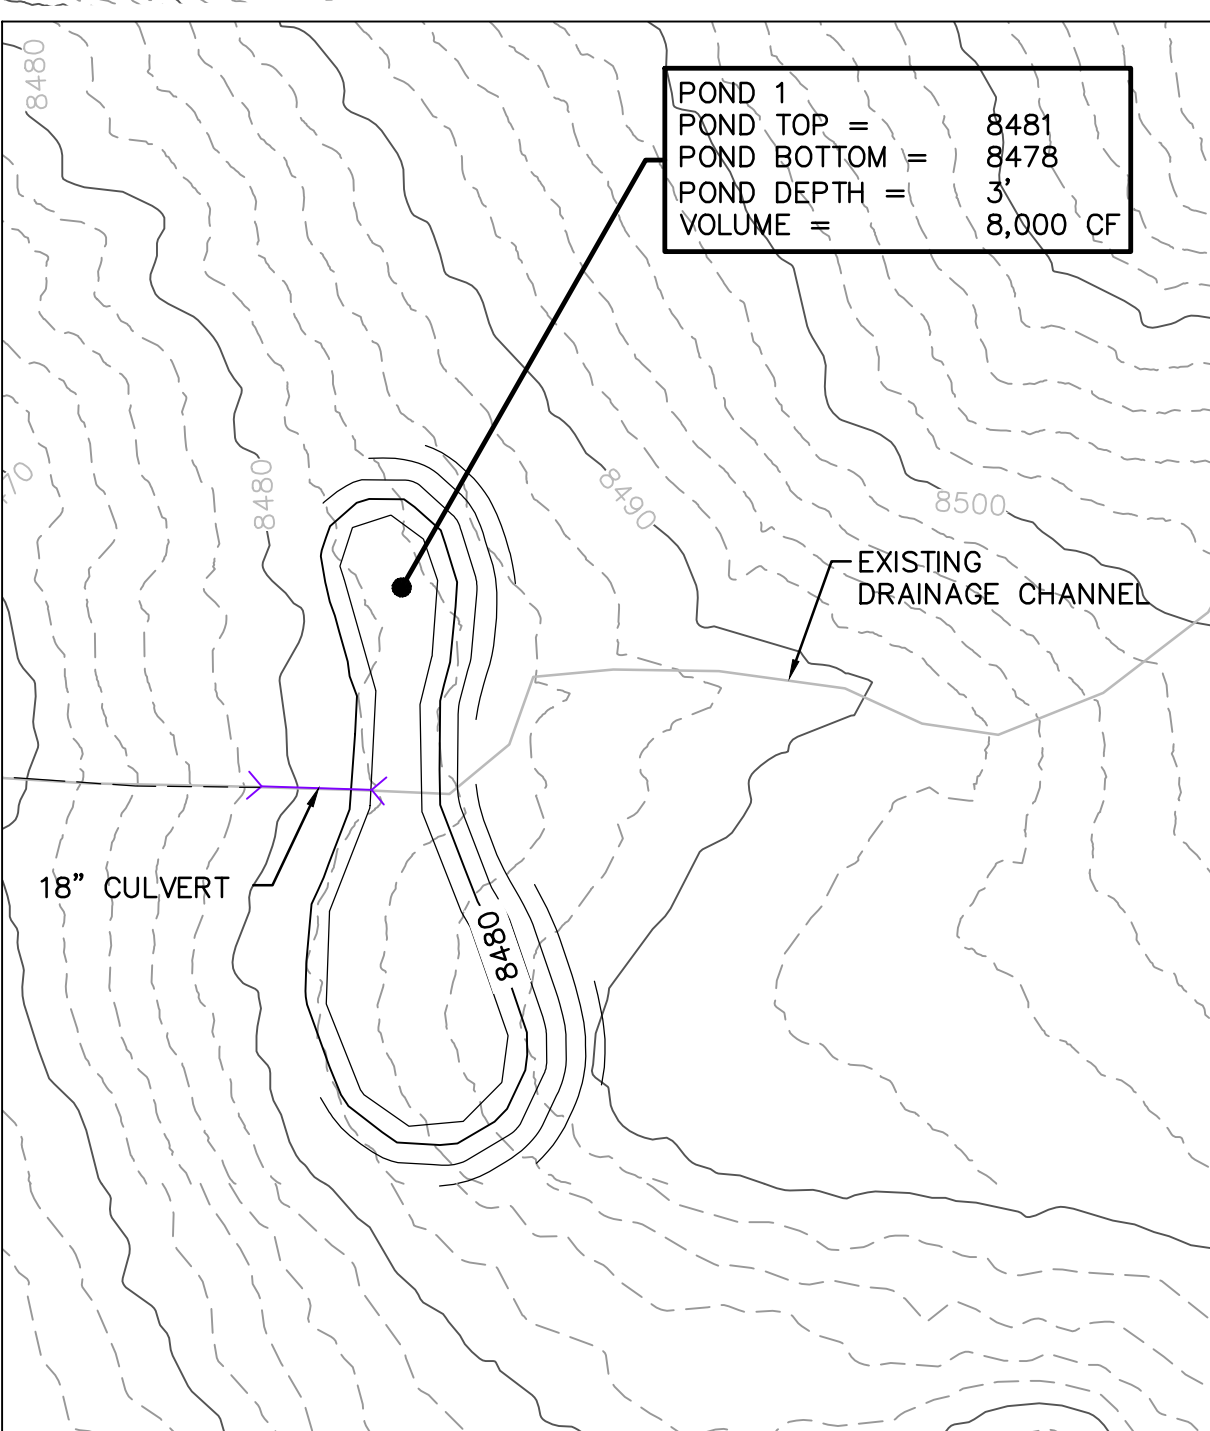 8480
POND 1
POND TOP = 8481
POND BOTTOM = 8478
POND DEPTH = 3'
VOLUME = 8,000 CF
70
8480
8490
8500
EXISTING
DRAINAGE CHANNEL
18" CULVERT
8480